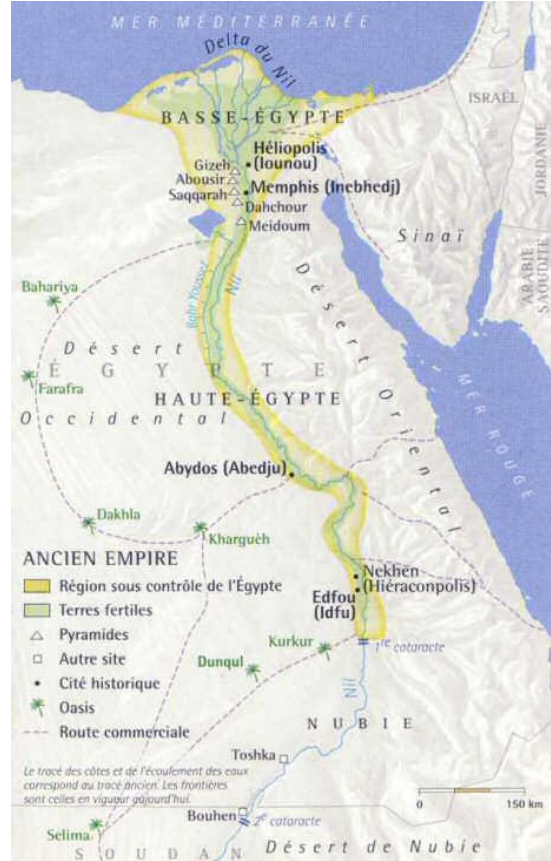 MER MÉDITERRANÉE
Delta du Nil
BASSE-ÉGYPTE
ISRAËL
JORDANIE
Héliopolis
(Iounou)
Gizeh
Abousir
Saqqarah
Memphis (Inebhedj)
Dahchour
Meidoum
Sinaï
ARABIE
SAOUDITE
Bahr Youssef
Nil
Bahariya
Désert
Occidental
ÉGYPTE
Farafra
HAUTE-ÉGYPTE
Désert Oriental
MER ROUGE
Abydos (Abedju)
Dakhla
Kharguèh
ANCIEN EMPIRE
Région sous contrôle de l'Égypte
Terres fertiles
Pyramides
Autre site
Cité historique
Oasis
Route commerciale
Nekhen
(Hiéraconpolis)
Edfou
(Idfu)
Kurkur
1re cataracte
Dunqul
Nil
NUBIE
Toshka
Le tracé des côtes et de l'écoulement des eaux
correspond au tracé ancien. Les frontières
sont celles en vigueur aujourd'hui.
0 150 km
Bouhen
2e cataracte
Selima
SOUDAN
Désert de Nubie